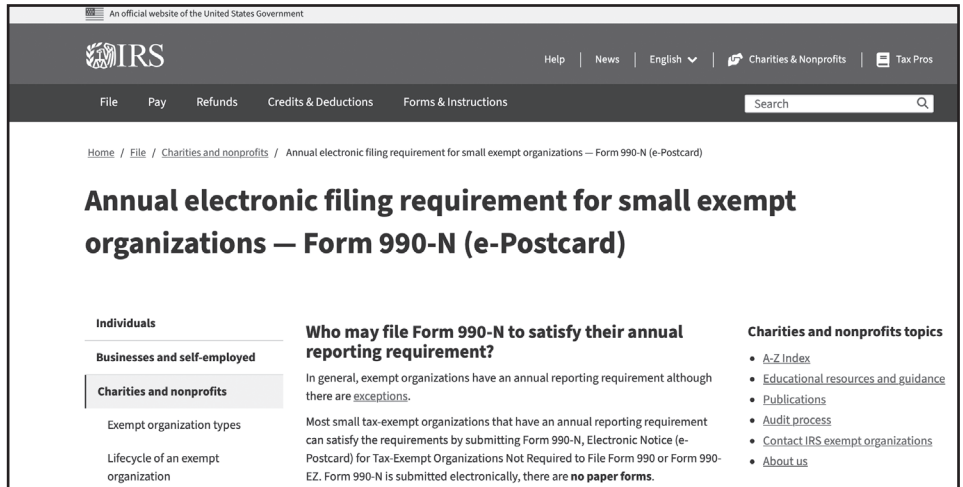 An official website of the United States Government
IRS
Help
News
English
Charities & Nonprofits
Tax Pros
File
Pay
Refunds
Credits & Deductions
Forms & Instructions
Search
Home / File / Charities and nonprofits / Annual electronic filing requirement for small exempt organizations — Form 990-N (e-Postcard)
Annual electronic filing requirement for small exempt
organizations — Form 990-N (e-Postcard)
Individuals
Businesses and self-employed
Charities and nonprofits
Exempt organization types
Lifecycle of an exempt
organization
Who may file Form 990-N to satisfy their annual
reporting requirement?
In general, exempt organizations have an annual reporting requirement although
there are exceptions.
Most small tax-exempt organizations that have an annual reporting requirement
can satisfy the requirements by submitting Form 990-N, Electronic Notice (e-
Postcard) for Tax-Exempt Organizations Not Required to File Form 990 or Form 990-
EZ. Form 990-N is submitted electronically, there are no paper forms.
Charities and nonprofits topics
A-Z Index
Educational resources and guidance
Publications
Audit process
Contact IRS exempt organizations
About us